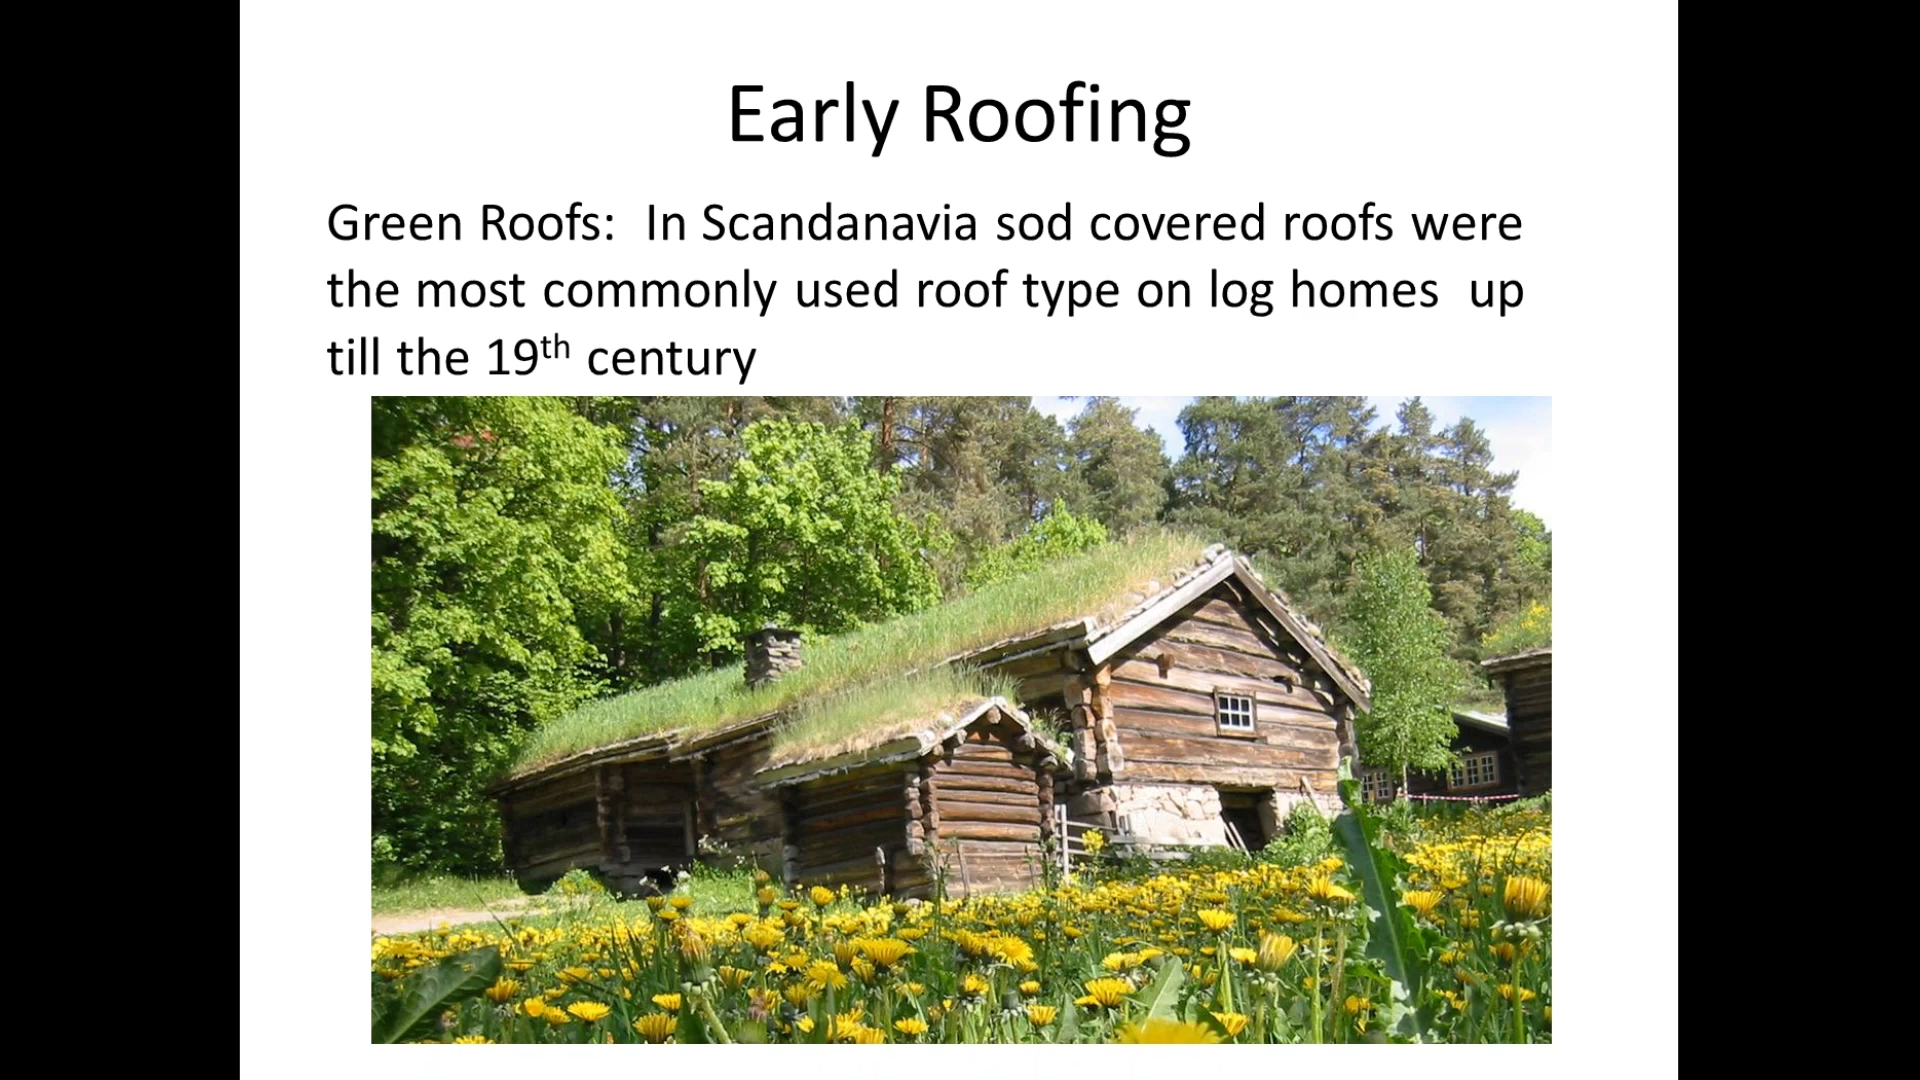 Early Roofing
Green Roofs:  In Scandanavia sod covered roofs were
the most commonly used roof type on log homes  up
till the 19th century